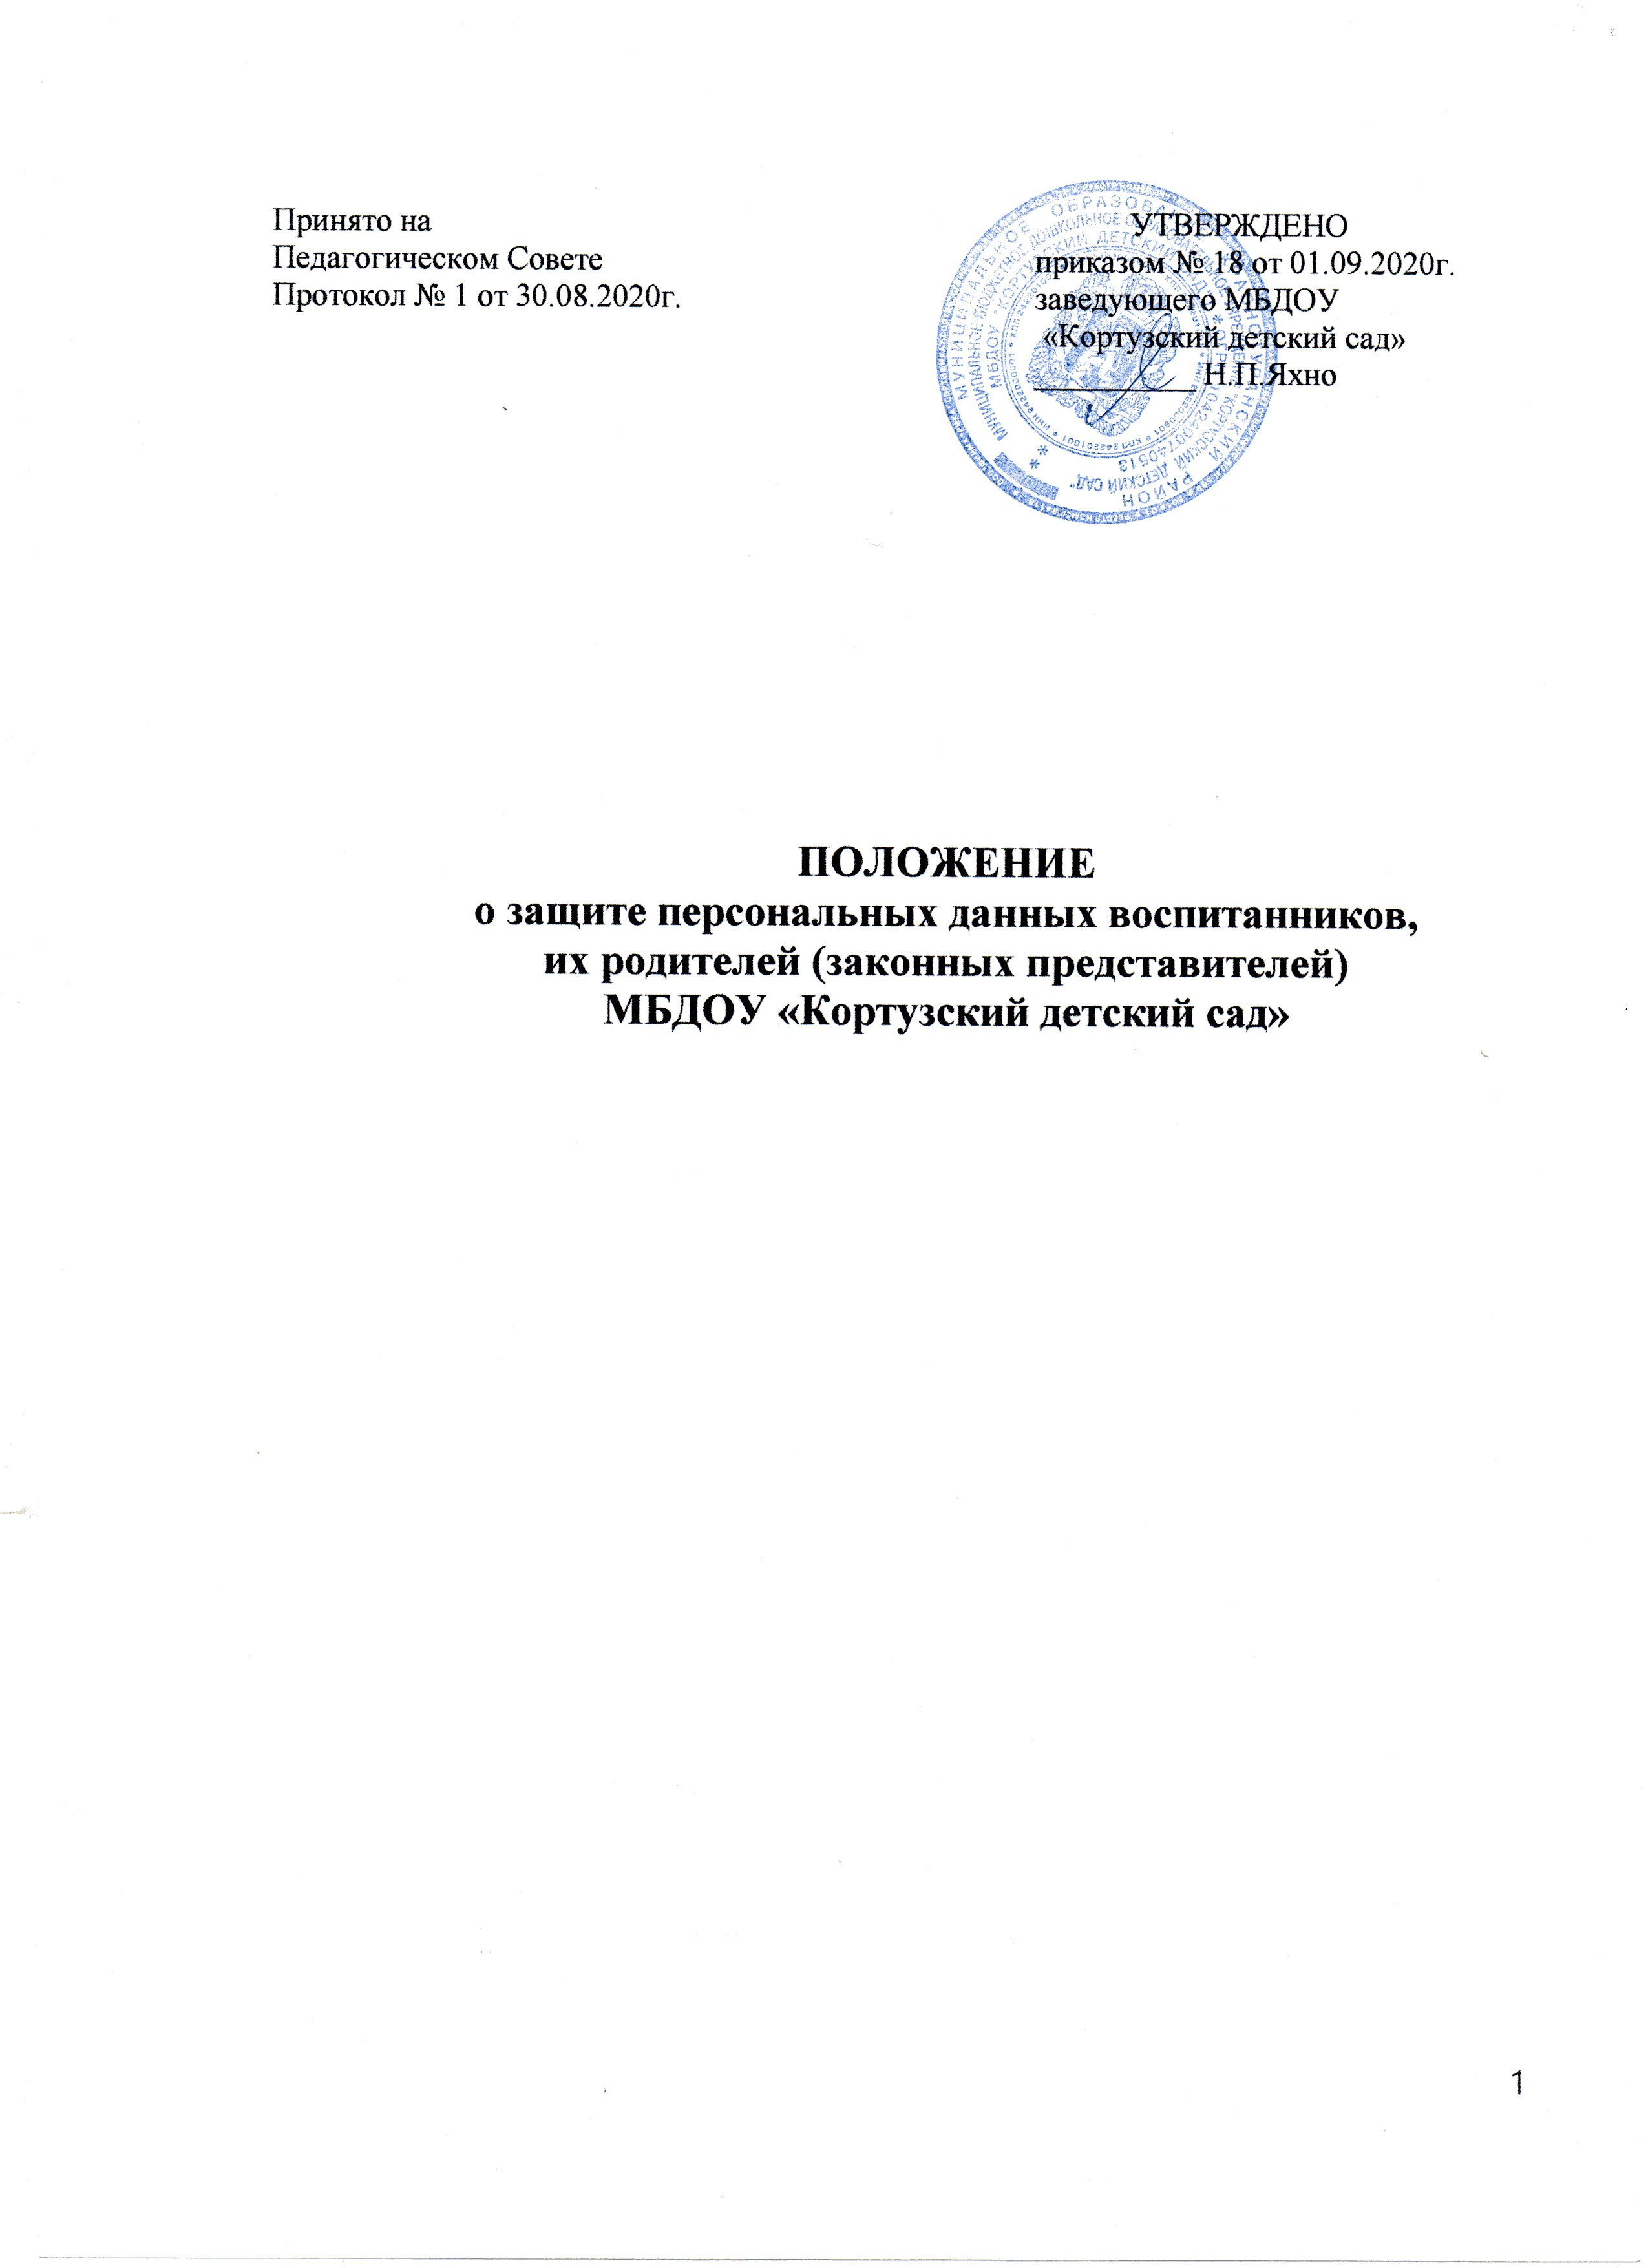 Принято на
Педагогическом Совете
Протокол № 1 от 30.08.2020г.
УТВЕРЖДЕНО
приказом № 18 от 01.09.2020г.
заведующего МБДОУ
«Кортузский детский сад»
____________ Н.П.Яхно
ПОЛОЖЕНИЕ
о защите персональных данных воспитанников,
их родителей (законных представителей)
МБДОУ «Кортузский детский сад»
1